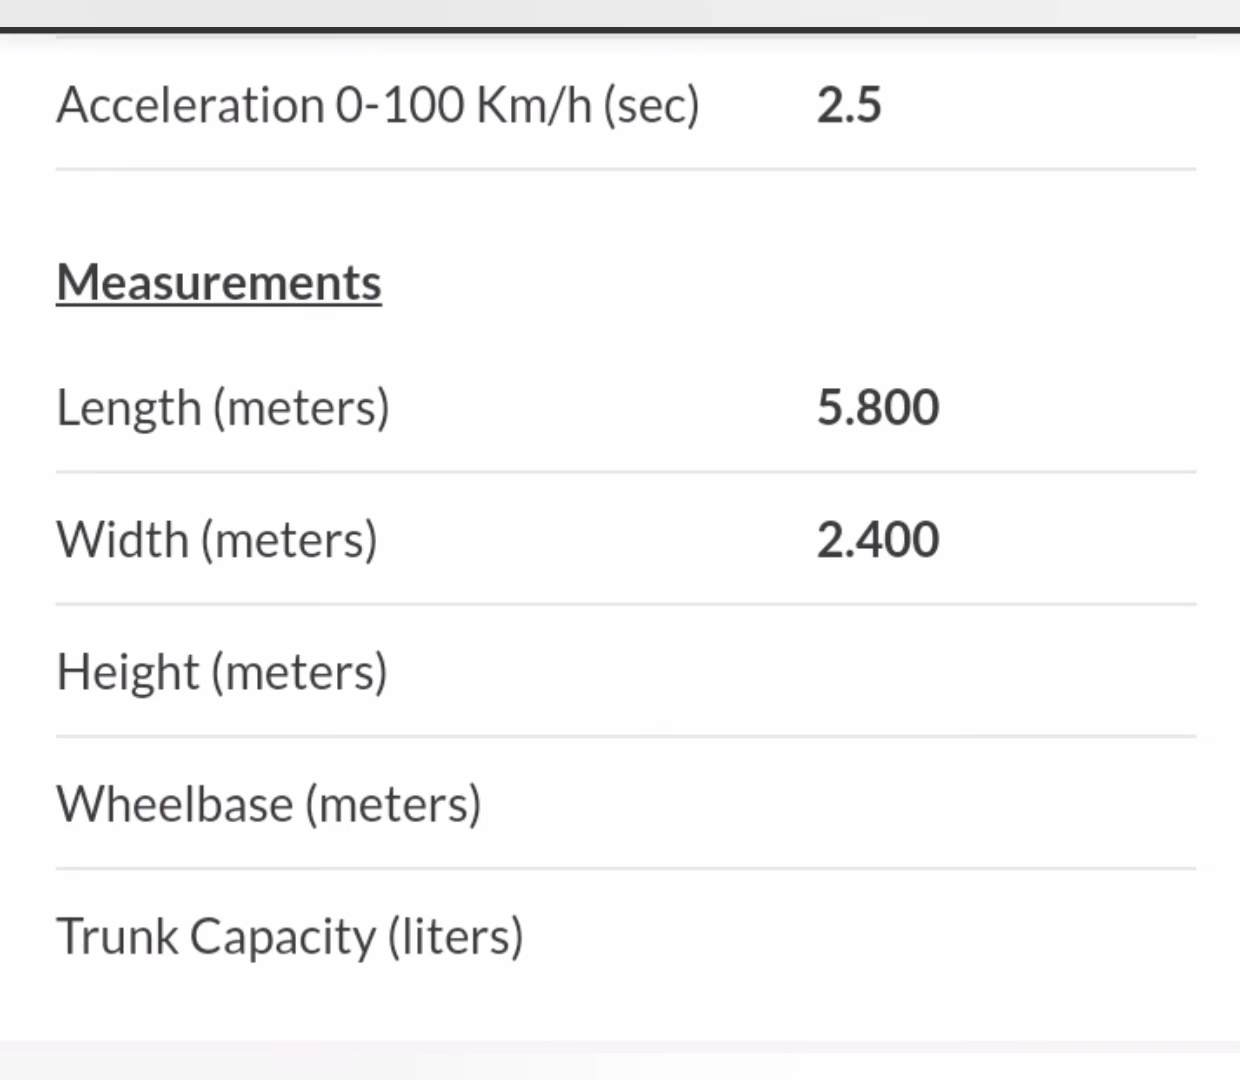 Acceleration 0-100 Km/h (sec) 2.5
Measurements
Length (meters) 5.800
Width (meters) 2.400
Height (meters)
Wheelbase (meters)
Trunk Capacity (liters)